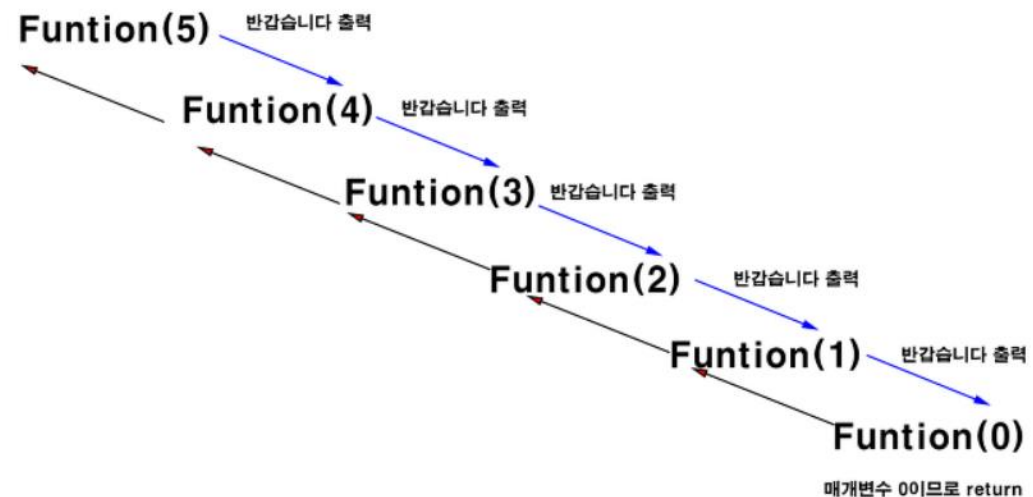 Funtion(5) 반갑습니다 출력
Funtion(4) 반갑습니다 출력
Funtion(3) 반갑습니다 출력
Funtion(2) 반갑습니다 출력
Funtion(1) 반갑습니다 출력
Funtion(0)
매개변수 0이므로 return